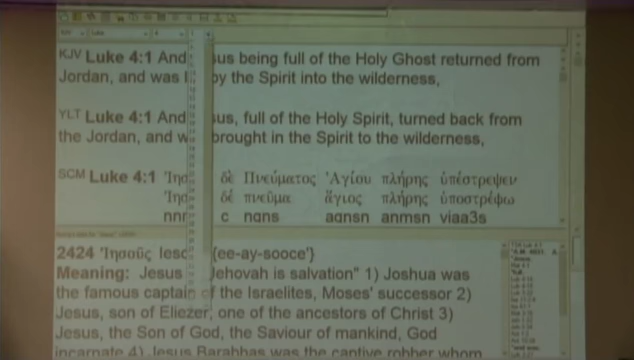 KJV Luke 4:1 And sus being full of the Holy Ghost returned from
Jordan, and was by the Spirit into the wilderness,
YLT Luke 4:1 And sus, full of the Holy Spirit, turned back from
the Jordan, and w brought in the Spirit to the wilderness,
SCM Luke 4:1 Ἰησ δὲ Πνεύματος Ἁγίου πλήρης ὑπέστρεψεν
Ἰησ δέ πνεῦμα ἅγιος πλήρης ὑποστρέφω
nnr c ngns agnsn anmsn viaa3s
2424 Ἰησοῦς Iesc {ee-ay-sooce'}
Meaning: Jesus Jehovah is salvation" 1) Joshua was
the famous captain of the Israelites, Moses' successor 2)
Jesus, son of Eliezer, one of the ancestors of Christ 3)
Jesus, the Son of God, the Saviour of mankind, God
incarnate 4) Jesus Barabbas was the captive robber whom